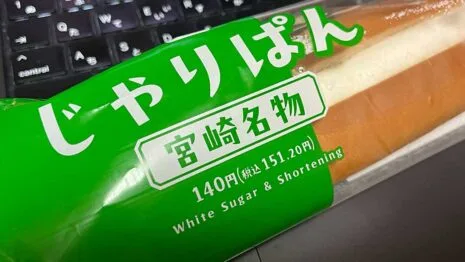 control
じゃりぱん
宮崎名物
140円(税込151.20円)
White Sugar & Shortening